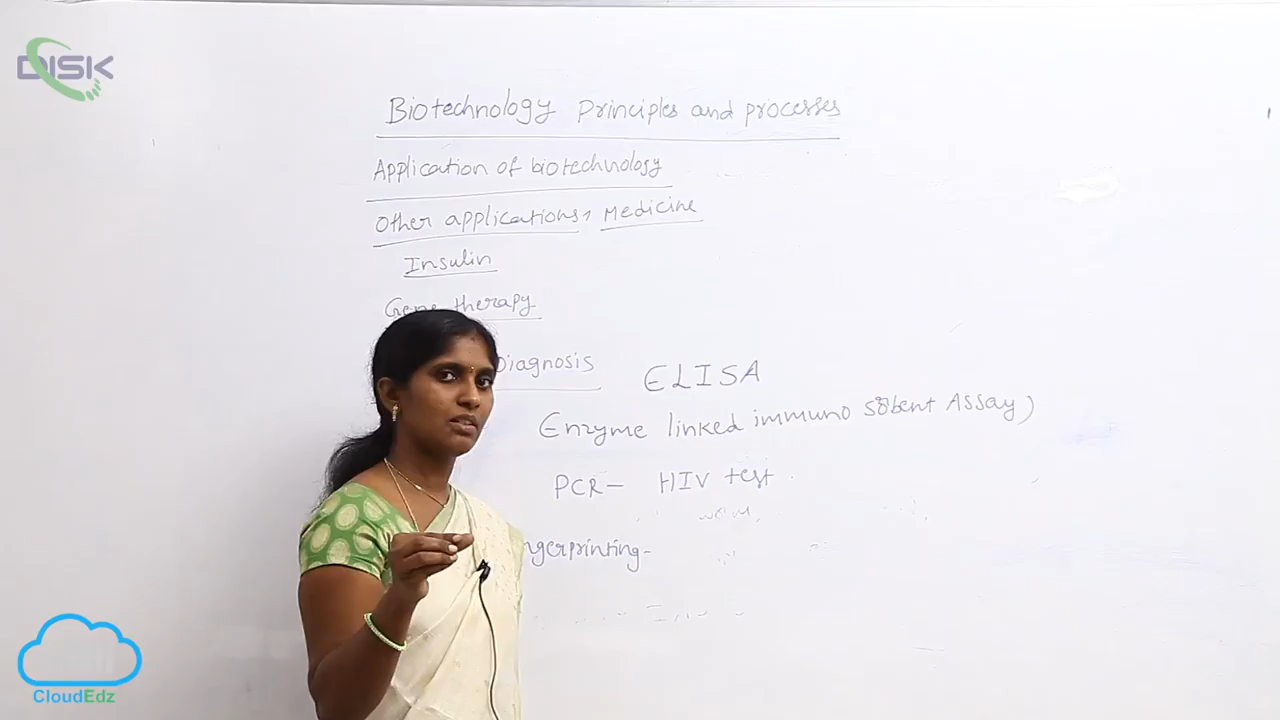 DISK
Biotechnology Principles and processes
Application of biotechnology
Other applications, Medicine
Insulin
Gene therapy
Diagnosis ELISA
Enzyme linked immuno sorbent Assay)
PCR- HIV test
ngerprinting-
CloudEdz